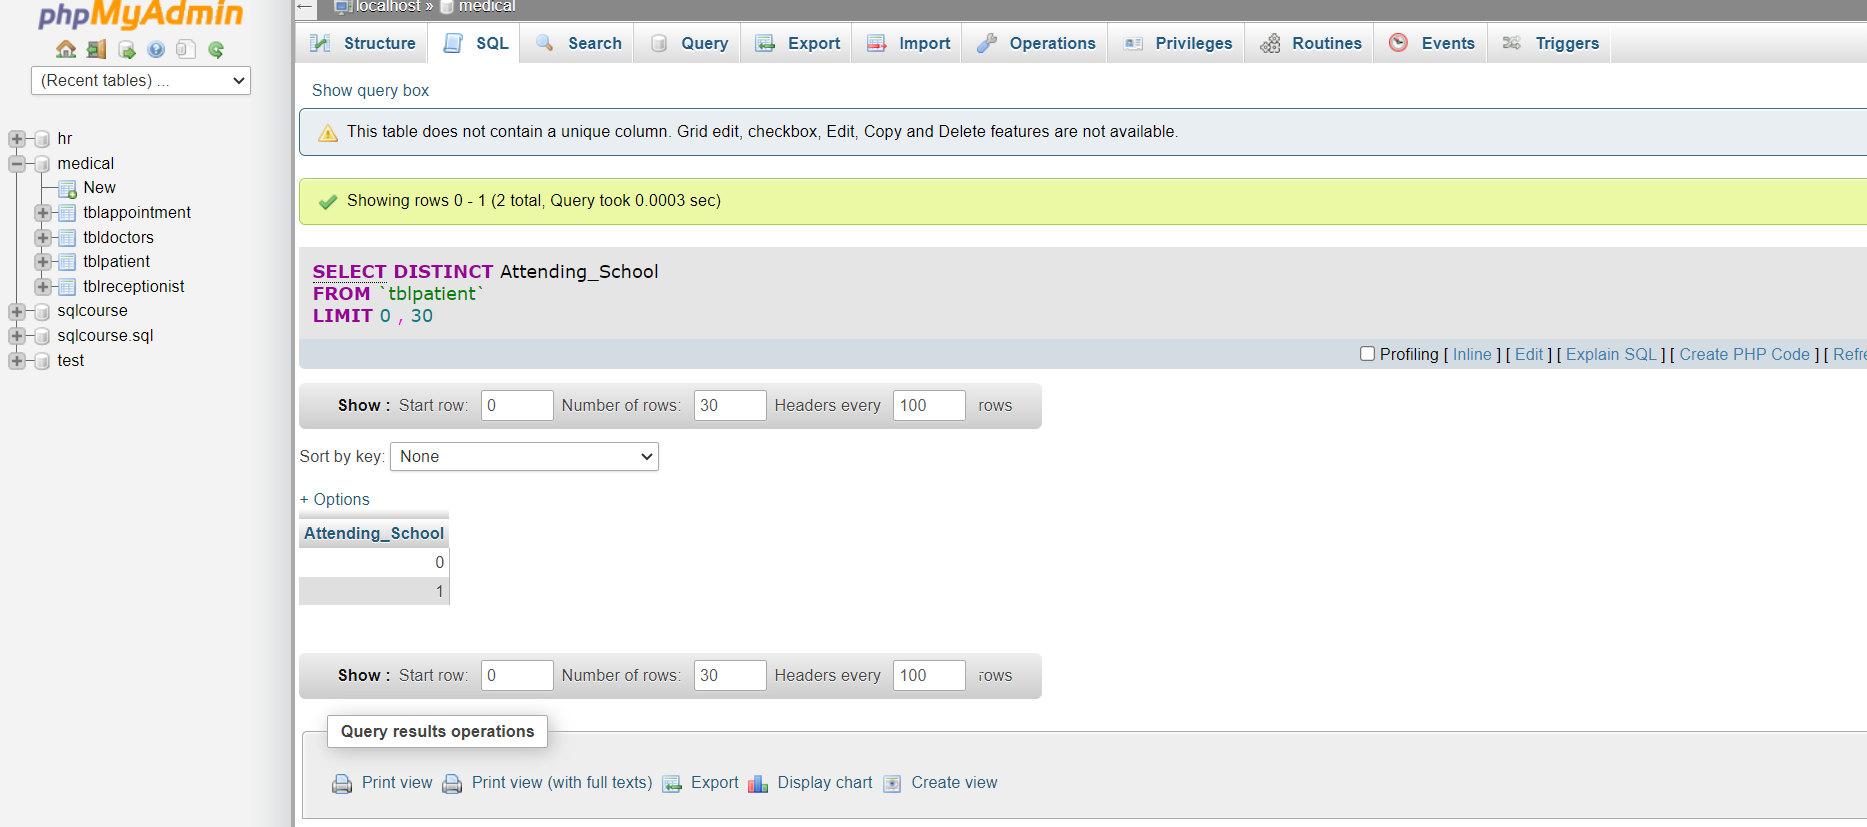 phpMyAdmin
(Recent tables) ...
hr
medical
New
tblappointment
tbldoctors
tblpatient
tblreceptionist
sqlcourse
sqlcourse.sql
test
← localhost » medical
Structure SQL Search Query Export Import Operations Privileges Routines Events Triggers
Show query box
This table does not contain a unique column. Grid edit, checkbox, Edit, Copy and Delete features are not available.
Showing rows 0 - 1 (2 total, Query took 0.0003 sec)
SELECT DISTINCT Attending_School
FROM `tblpatient`
LIMIT 0 , 30
Profiling [ Inline ] [ Edit ] [ Explain SQL ] [ Create PHP Code ] [ Refre
Show : Start row: 0 Number of rows: 30 Headers every 100 rows
Sort by key: None
+ Options
Attending_School
0
1
Show : Start row: 0 Number of rows: 30 Headers every 100 rows
Query results operations
Print view Print view (with full texts) Export Display chart Create view